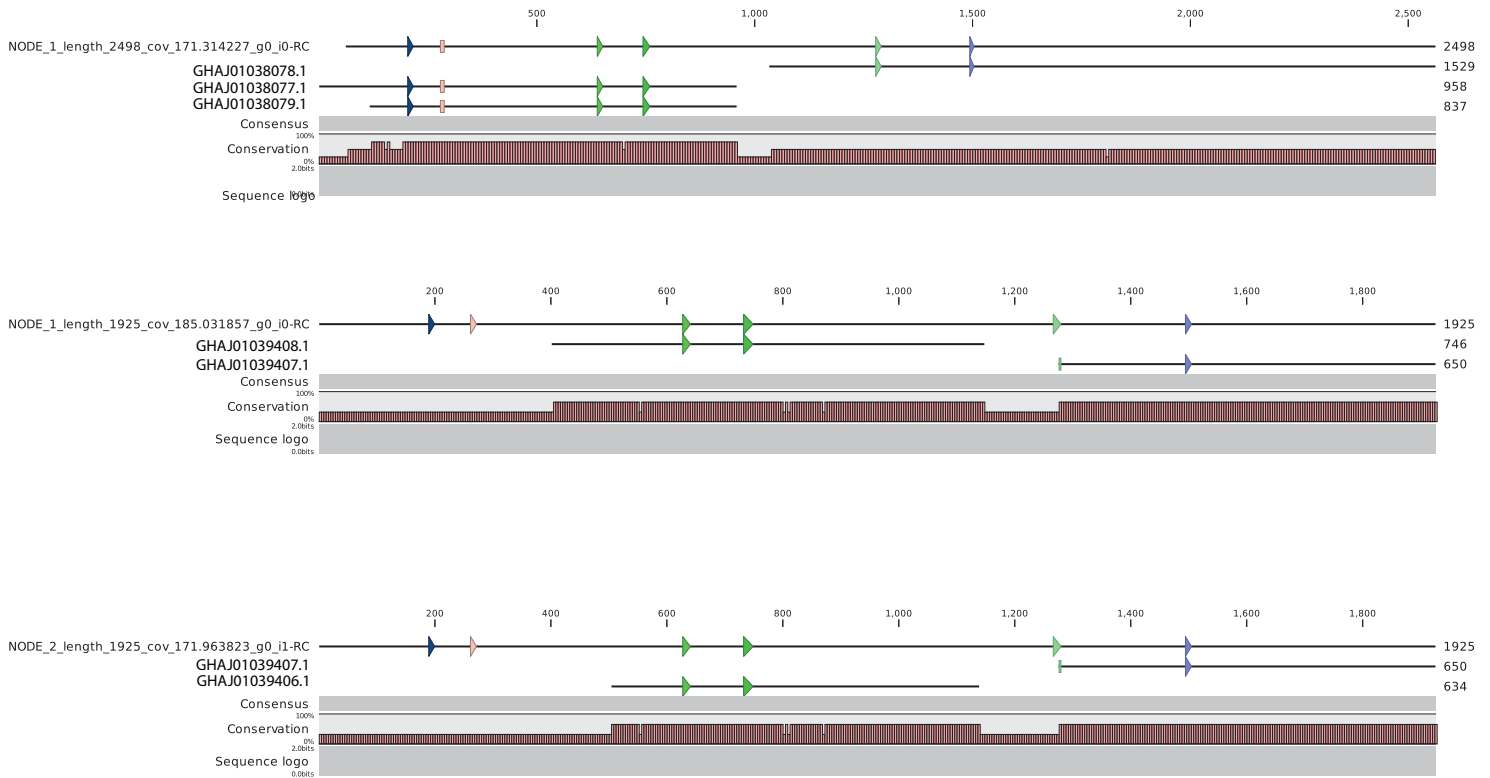 500 1,000 1,500 2,000 2,500
NODE_1_length_2498_cov_171.314227_g0_i0-RC 2498
GHAJ01038078.1 1529
GHAJ01038077.1 958
GHAJ01038079.1 837
Consensus
100%
Conservation
0%
2.0bits
0.0bits
Sequence logo
200 400 600 800 1,000 1,200 1,400 1,600 1,800
NODE_1_length_1925_cov_185.031857_g0_i0-RC 1925
GHAJ01039408.1 746
GHAJ01039407.1 650
Consensus
100%
Conservation
0%
2.0bits
Sequence logo
0.0bits
200 400 600 800 1,000 1,200 1,400 1,600 1,800
NODE_2_length_1925_cov_171.963823_g0_i1-RC 1925
GHAJ01039407.1 650
GHAJ01039406.1 634
Consensus
100%
Conservation
0%
2.0bits
Sequence logo
0.0bits